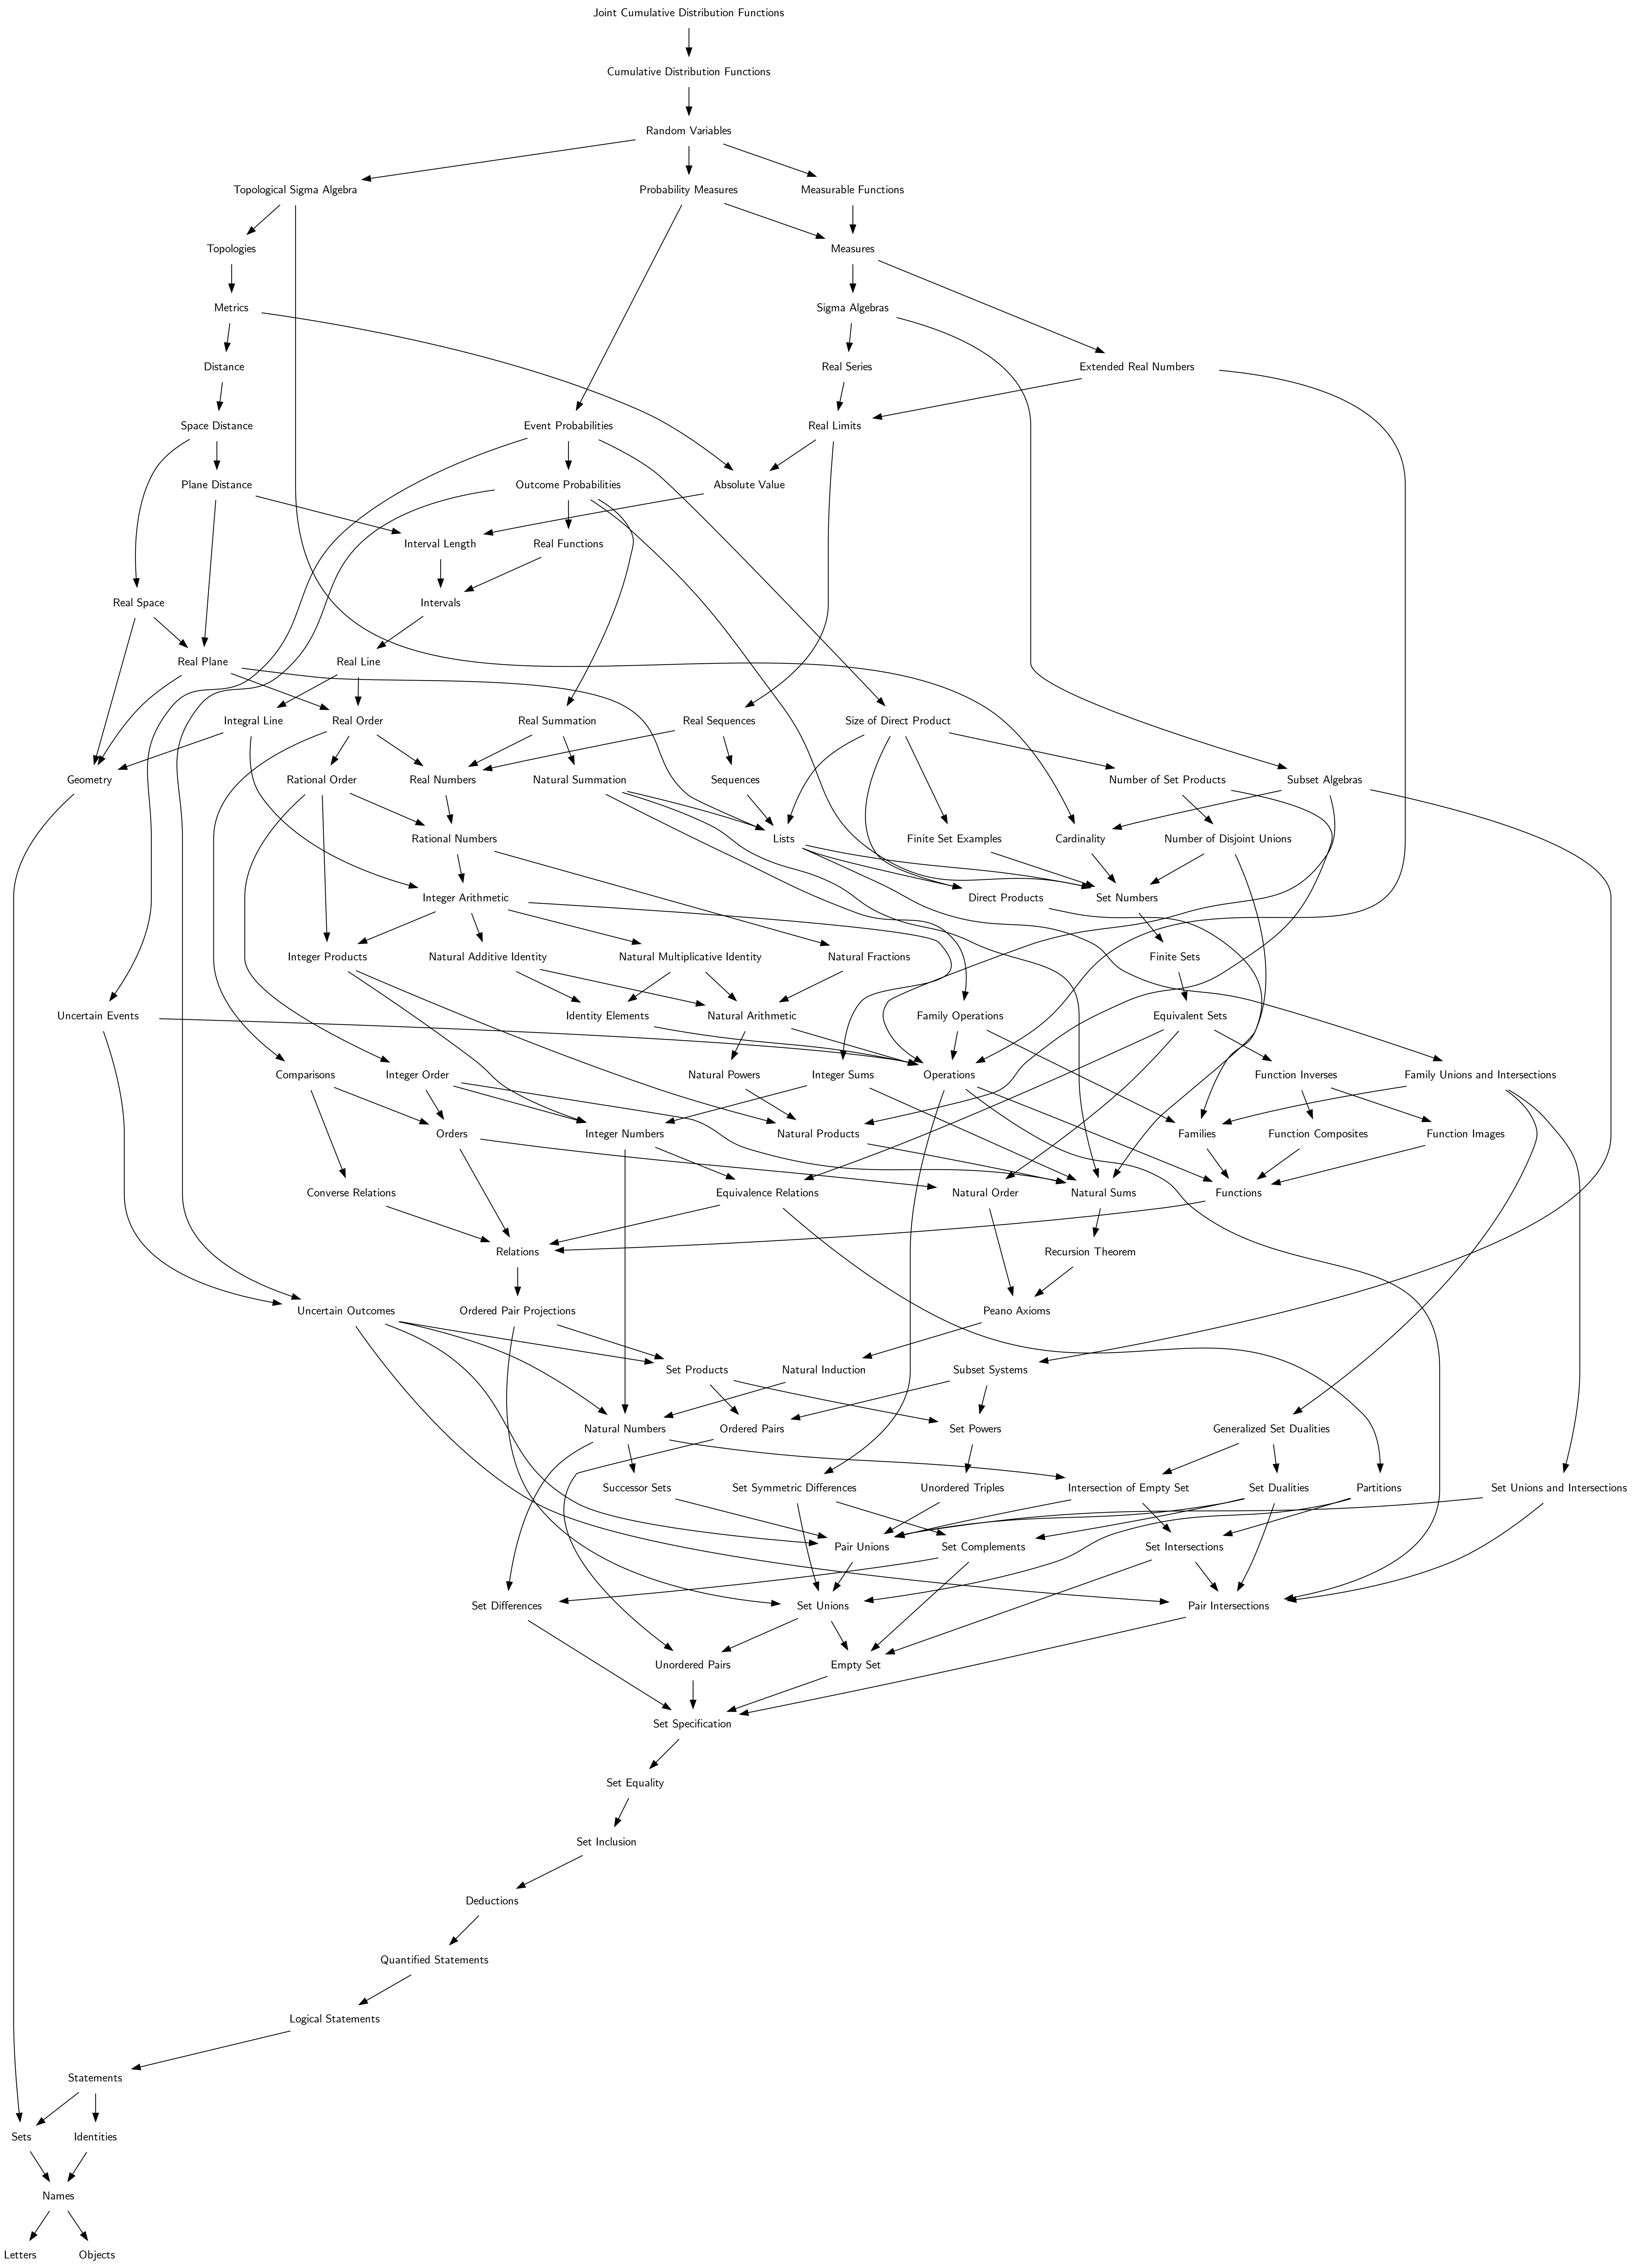 Joint Cumulative Distribution Functions
Cumulative Distribution Functions
Random Variables
Topological Sigma Algebra
Probability Measures
Measurable Functions
Topologies
Measures
Metrics
Sigma Algebras
Distance
Real Series
Extended Real Numbers
Space Distance
Event Probabilities
Real Limits
Plane Distance
Outcome Probabilities
Absolute Value
Interval Length
Real Functions
Real Space
Intervals
Real Plane
Real Line
Integral Line
Real Order
Real Summation
Real Sequences
Size of Direct Product
Geometry
Rational Order
Real Numbers
Natural Summation
Sequences
Number of Set Products
Subset Algebras
Rational Numbers
Lists
Finite Set Examples
Cardinality
Number of Disjoint Unions
Integer Arithmetic
Direct Products
Set Numbers
Integer Products
Natural Additive Identity
Natural Multiplicative Identity
Natural Fractions
Finite Sets
Uncertain Events
Identity Elements
Natural Arithmetic
Family Operations
Equivalent Sets
Comparisons
Integer Order
Natural Powers
Integer Sums
Operations
Function Inverses
Family Unions and Intersections
Orders
Integer Numbers
Natural Products
Families
Function Composites
Function Images
Converse Relations
Equivalence Relations
Natural Order
Natural Sums
Functions
Relations
Recursion Theorem
Uncertain Outcomes
Ordered Pair Projections
Peano Axioms
Set Products
Natural Induction
Subset Systems
Natural Numbers
Ordered Pairs
Set Powers
Generalized Set Dualities
Successor Sets
Set Symmetric Differences
Unordered Triples
Intersection of Empty Set
Set Dualities
Partitions
Set Unions and Intersections
Pair Unions
Set Complements
Set Intersections
Set Differences
Set Unions
Pair Intersections
Unordered Pairs
Empty Set
Set Specification
Set Equality
Set Inclusion
Deductions
Quantified Statements
Logical Statements
Statements
Sets
Identities
Names
Letters
Objects